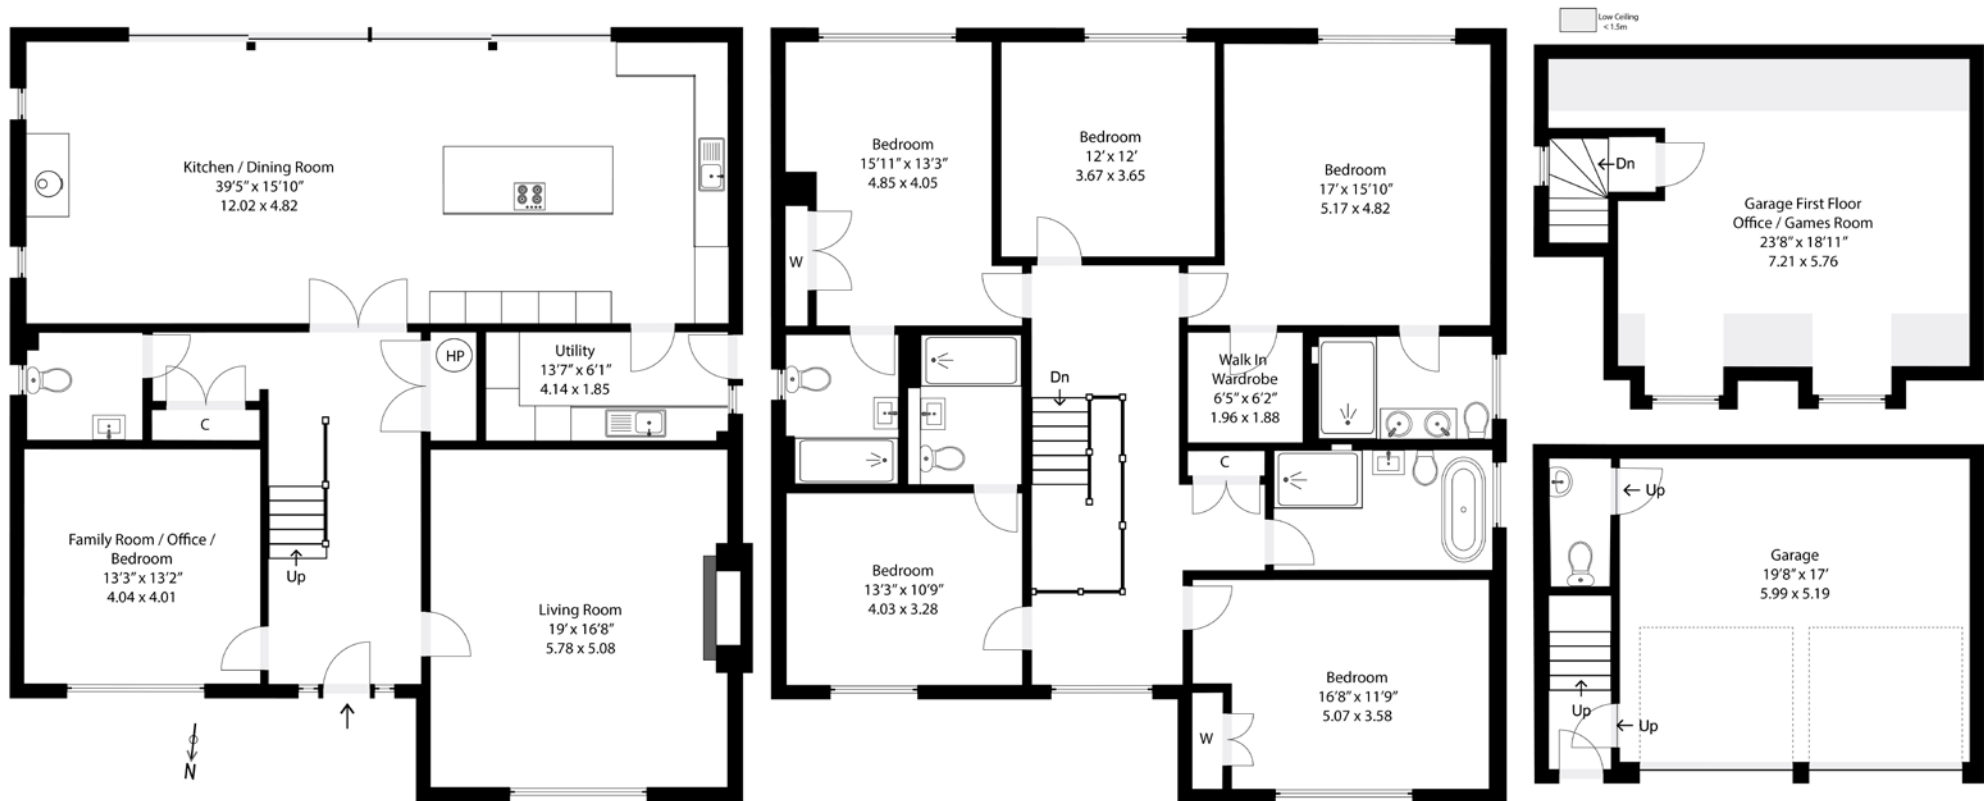 Kitchen / Dining Room
39'5" x 15'10"
12.02 x 4.82
HP
Utility
13'7" x 6'1"
4.14 x 1.85
C
Family Room / Office /
Bedroom
13'3" x 13'2"
4.04 x 4.01
Up
Living Room
19' x 16'8"
5.78 x 5.08
N
Bedroom
15'11" x 13'3"
4.85 x 4.05
W
Bedroom
12' x 12'
3.67 x 3.65
Bedroom
17' x 15'10"
5.17 x 4.82
Dn
Walk In
Wardrobe
6'5" x 6'2"
1.96 x 1.88
C
Bedroom
13'3" x 10'9"
4.03 x 3.28
Bedroom
16'8" x 11'9"
5.07 x 3.58
W
Low Ceiling
< 1.5m
Dn
Garage First Floor
Office / Games Room
23'8" x 18'11"
7.21 x 5.76
Up
Garage
19'8" x 17'
5.99 x 5.19
Up
Up